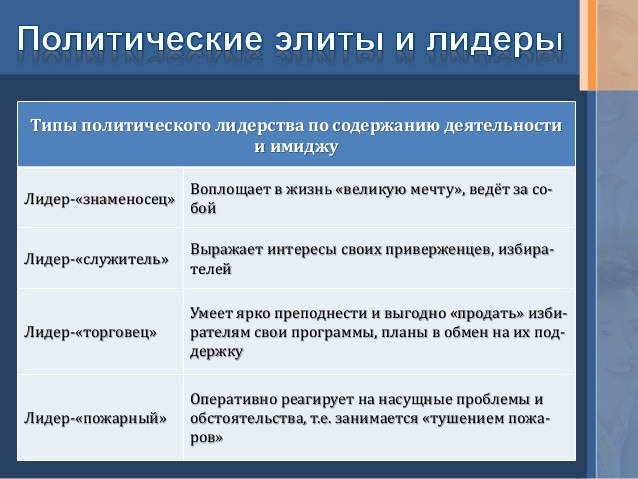 Политические элиты и лидеры
Типы политического лидерства по содержанию деятельности
и имиджу
Лидер-«знаменосец»
Воплощает в жизнь «великую мечту», ведёт за со-
бой
Лидер-«служитель»
Выражает интересы своих приверженцев, избира-
телей
Лидер-«торговец»
Умеет ярко преподнести и выгодно «продать» изби-
рателям свои программы, планы в обмен на их под-
держку
Лидер-«пожарный»
Оперативно реагирует на насущные проблемы и
обстоятельства, т.е. занимается «тушением пожа-
ров»